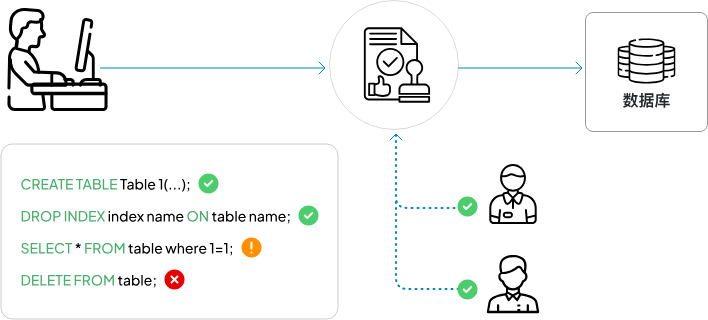 数据库
CREATE TABLE Table 1(...);
DROP INDEX index name ON table name;
SELECT * FROM table where 1=1;
DELETE FROM table;